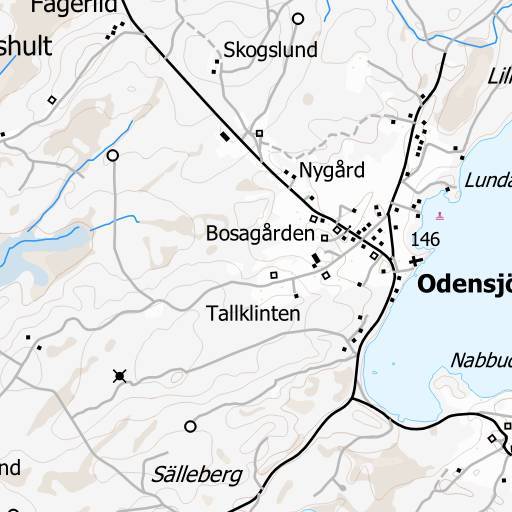 Fagerlid
shult
Skogslund
Lill
Nygård
Lunda
Bosagården
146
Odensjö
Tallklinten
Nabbud
Sälleberg
nd